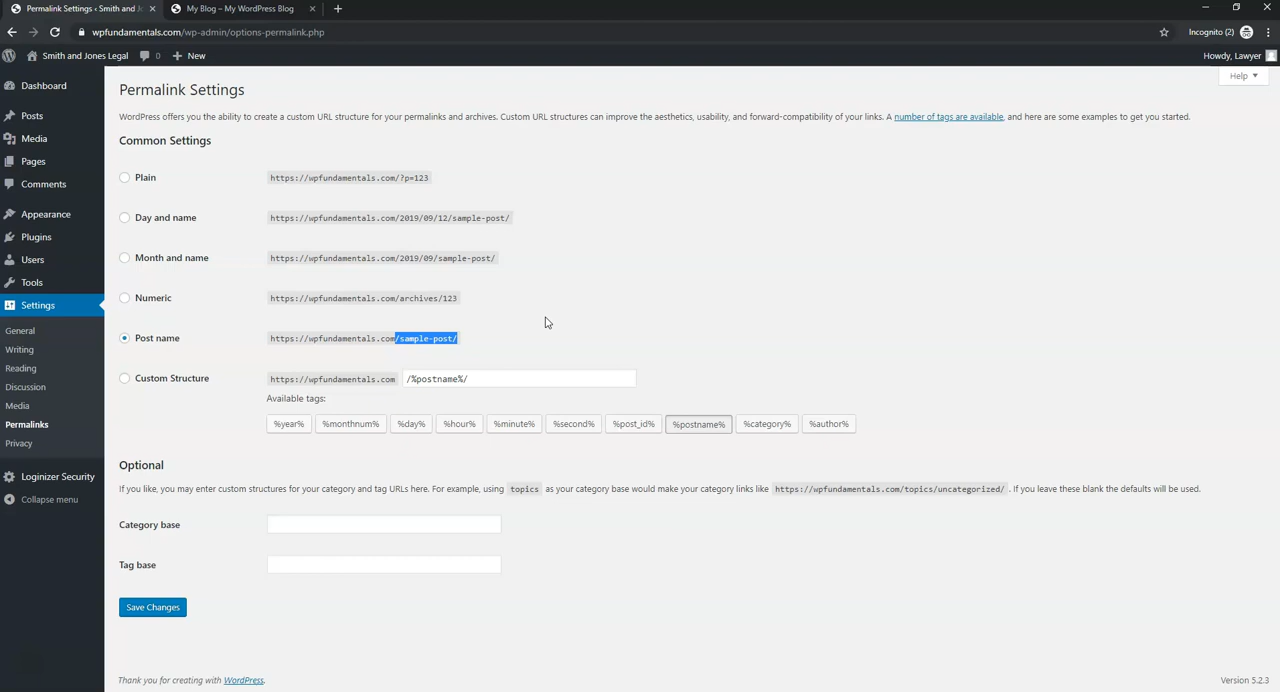 Permalink Settings ‹ Smith and Jo
My Blog – My WordPress Blog
wpfundamentals.com/wp-admin/options-permalink.php
Incognito (2)
Smith and Jones Legal
0
New
Howdy, Lawyer
Help
Dashboard
Posts
Media
Pages
Comments
Appearance
Plugins
Users
Tools
Settings
General
Writing
Reading
Discussion
Media
Permalinks
Privacy
Loginizer Security
Collapse menu
Permalink Settings
WordPress offers you the ability to create a custom URL structure for your permalinks and archives. Custom URL structures can improve the aesthetics, usability, and forward-compatibility of your links. A number of tags are available, and here are some examples to get you started.
Common Settings
Plain https://wpfundamentals.com/?p=123
Day and name https://wpfundamentals.com/2019/09/12/sample-post/
Month and name https://wpfundamentals.com/2019/09/sample-post/
Numeric https://wpfundamentals.com/archives/123
Post name https://wpfundamentals.com/sample-post/
Custom Structure https://wpfundamentals.com /%postname%/
Available tags:
%year% %monthnum% %day% %hour% %minute% %second% %post_id% %postname% %category% %author%
Optional
If you like, you may enter custom structures for your category and tag URLs here. For example, using topics as your category base would make your category links like https://wpfundamentals.com/topics/uncategorized/ . If you leave these blank the defaults will be used.
Category base
Tag base
Save Changes
Thank you for creating with WordPress.
Version 5.2.3